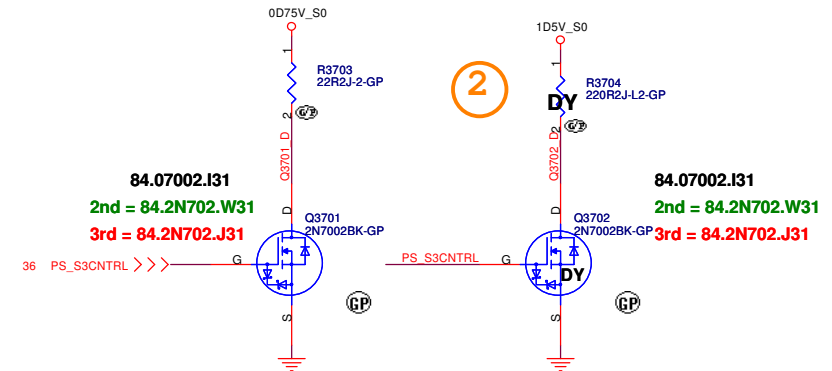 0D75V_S0
1
R3703
22R2J-2-GP
2
G/P
Q3701_D
84.07002.I31
2nd = 84.2N702.W31
3rd = 84.2N702.J31
D
Q3701
2N7002BK-GP
36 PS_S3CNTRL
G
GP
S
2
1D5V_S0
1
R3704
220R2J-L2-GP
DY
2
G/P
Q3702_D
84.07002.I31
2nd = 84.2N702.W31
3rd = 84.2N702.J31
D
Q3702
2N7002BK-GP
PS_S3CNTRL
G
DY
GP
S